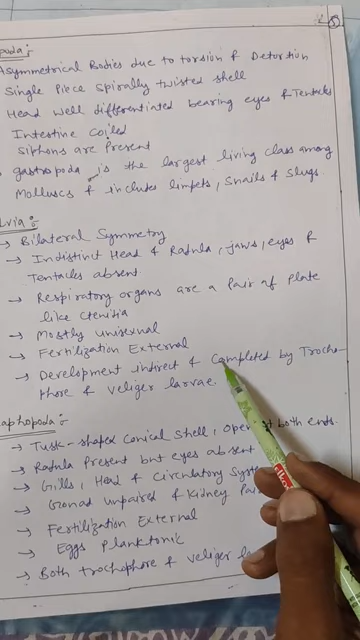 poda:-
Asymmetrical Bodies due to torsion & Detortion
Single Piece Spirally twisted shell
Head well differentiated bearing eyes & Tentacles
Intestine coiled
Siphons are Present
gastropoda is the largest living class among
Molluscs & includes limpets, Snails & Slugs.
lvia:-
→ Bilateral Symmetry
→ Indistinct Head & Radula, jaws, eyes &
Tentacles absent.
→ Respiratory organs are a Pair of Plate
like Ctenidia
→ Mostly unisexual
→ Fertilization External
→ Development indirect & Completed by Trocho-
phore & veliger larvae.
aphopoda:-
→ Tusk-shaped Conical Shell, Open at both ends.
→ Radula Present but eyes absent
→ Gills, Head & Circulatory Syste
→ Gonad unpaired & Kidney Pai
→ Fertilization External
→ Eggs Planktonic
→ Both trochophore & veliger la